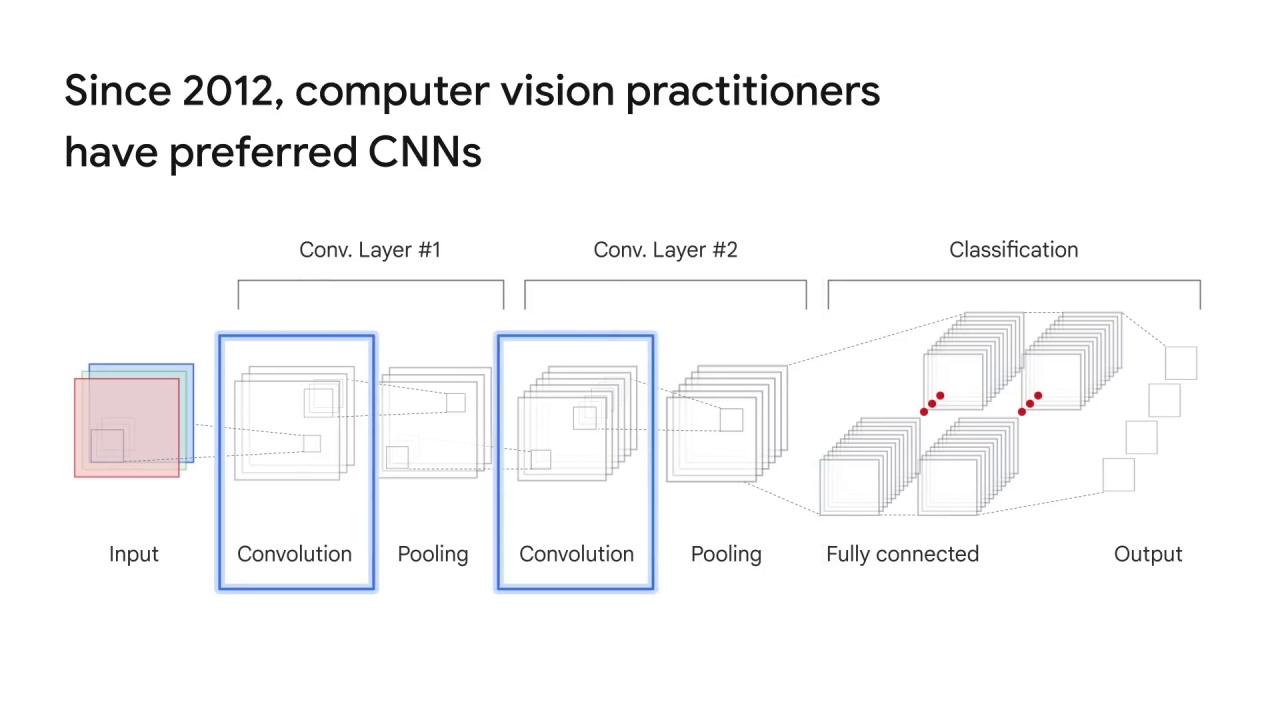 Since 2012, computer vision practitioners
have preferred CNNs
Conv. Layer #1
Conv. Layer #2
Classification
Input
Convolution
Pooling
Convolution
Pooling
Fully connected
Output